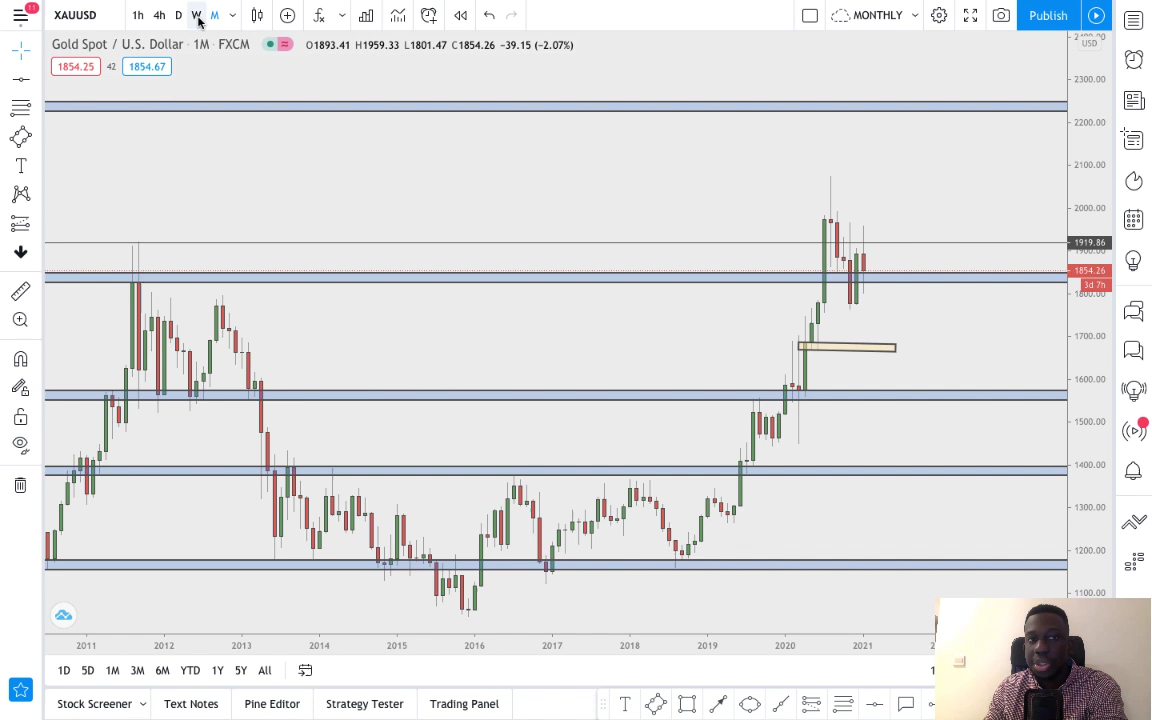 11
XAUUSD
1h 4h D W M
MONTHLY
Publish
Gold Spot / U.S. Dollar · 1M · FXCM
O1893.41 H1959.33 L1801.47 C1854.26 -39.15 (-2.07%)
USD
1854.25 42 1854.67
2300.00
2200.00
2100.00
2000.00
1919.86
1854.26
3d 7h
1800.00
1700.00
1600.00
1500.00
1400.00
1300.00
1200.00
1100.00
2011 2012 2013 2014 2015 2016 2017 2018 2019 2020 2021
1D 5D 1M 3M 6M YTD 1Y 5Y All
Stock Screener Text Notes Pine Editor Strategy Tester Trading Panel